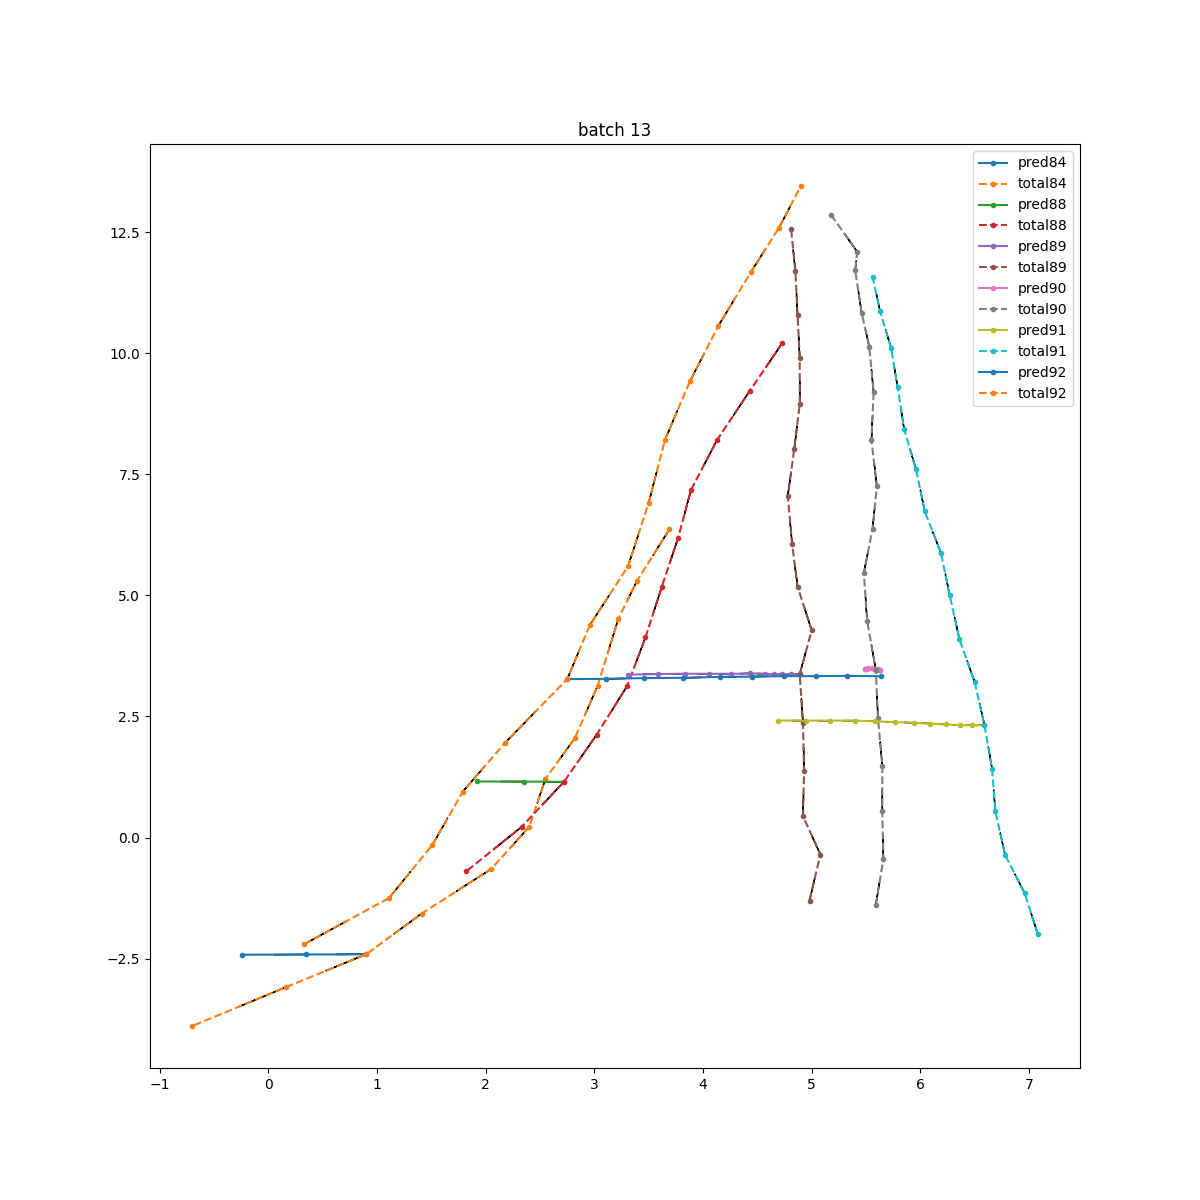 batch 13
pred84
total84
pred88
total88
pred89
total89
pred90
total90
pred91
total91
pred92
total92
12.5
10.0
7.5
5.0
2.5
0.0
−2.5
−1 0 1 2 3 4 5 6 7